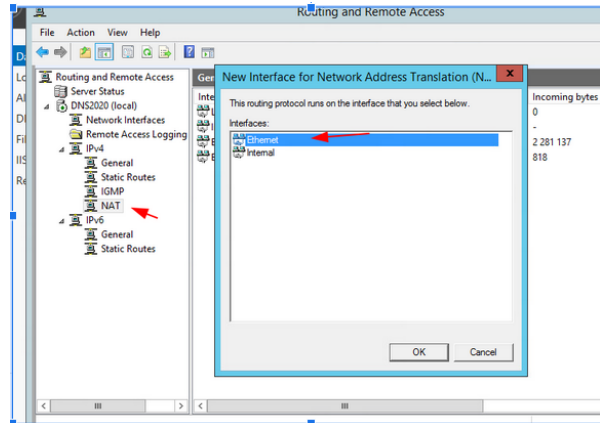 Routing and Remote Access
File Action View Help
Routing and Remote Access
Server Status
DNS2020 (local)
Network Interfaces
Remote Access Logging
IPv4
General
Static Routes
IGMP
NAT
IPv6
General
Static Routes
New Interface for Network Address Translation (N...
This routing protocol runs on the interface that you select below.
Interfaces:
Ethernet
Internal
OK Cancel
Incoming bytes
0
-
2 281 137
818